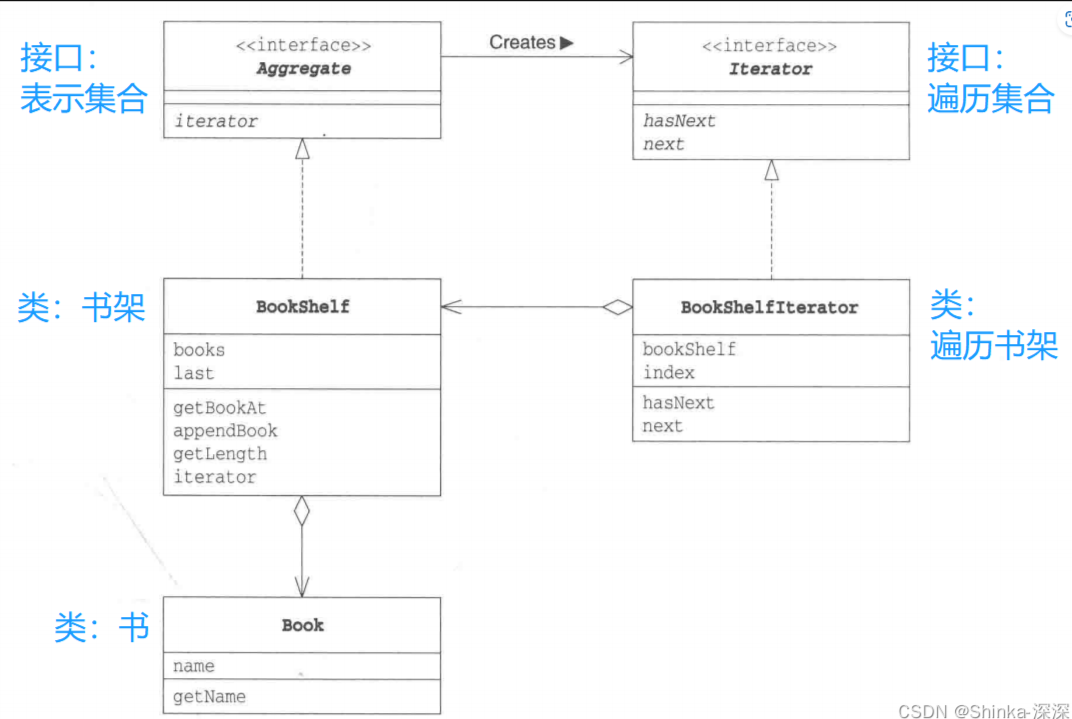 接口：
表示集合
<<interface>>
Aggregate
iterator
Creates▶
<<interface>>
Iterator
hasNext
next
接口：
遍历集合
类：书架
BookShelf
books
last
getBookAt
appendBook
getLength
iterator
BookShelfIterator
bookShelf
index
hasNext
next
类：
遍历书架
类：书
Book
name
getName
CSDN @Shinka-深深